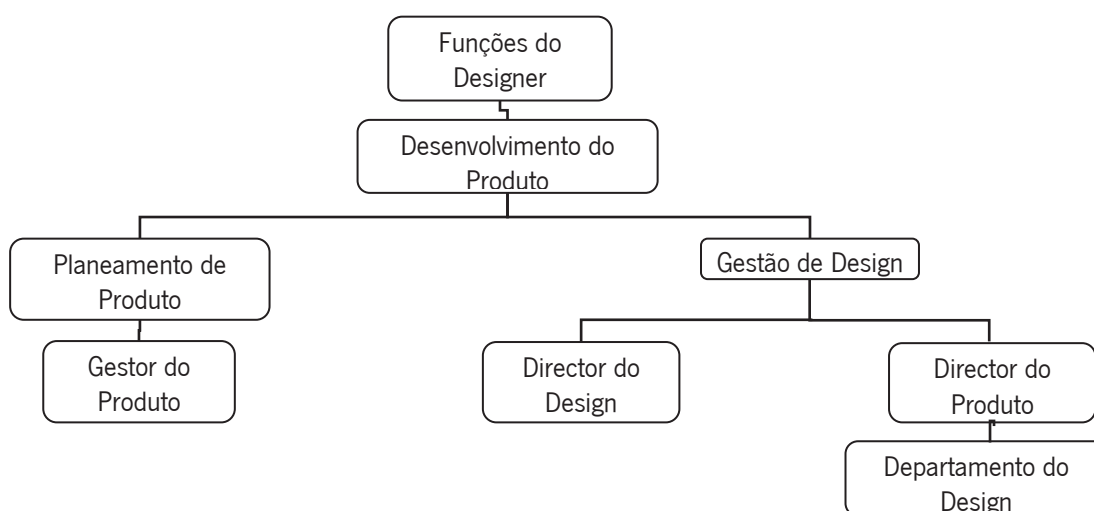 Funções do
Designer
Desenvolvimento do
Produto
Planeamento de
Produto
Gestão de Design
Gestor do
Produto
Director do
Design
Director do
Produto
Departamento do
Design